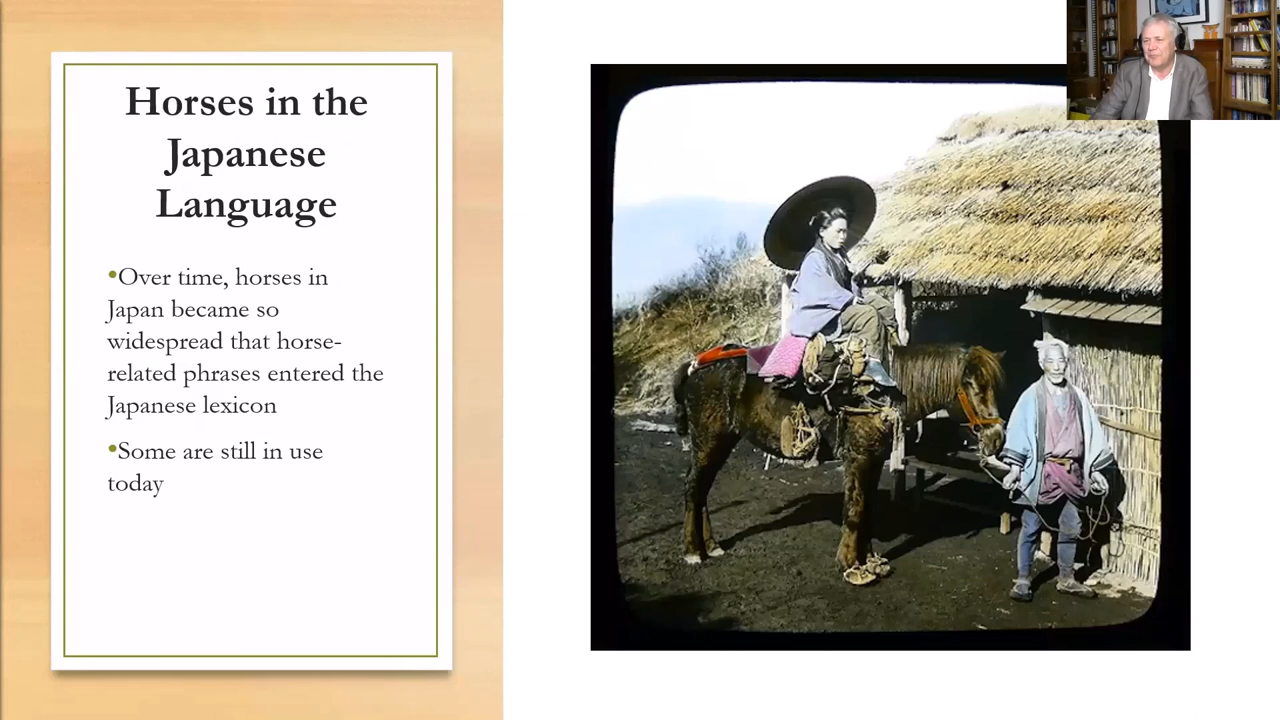 Horses in the
Japanese
Language
•Over time, horses in
Japan became so
widespread that horse-
related phrases entered the
Japanese lexicon
•Some are still in use
today